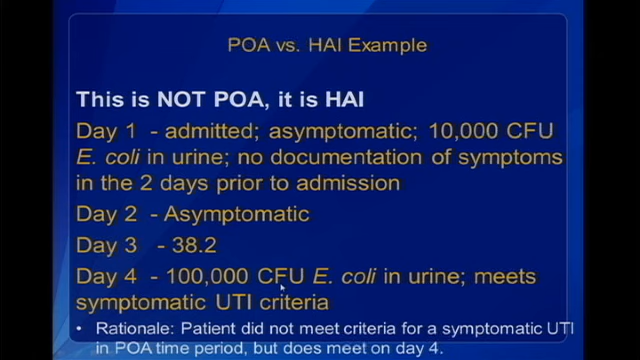 POA vs. HAI Example
This is NOT POA, it is HAI
Day 1 - admitted; asymptomatic; 10,000 CFU
E. coli in urine; no documentation of symptoms
in the 2 days prior to admission
Day 2 - Asymptomatic
Day 3 - 38.2
Day 4 - 100,000 CFU E. coli in urine; meets
symptomatic UTI criteria
• Rationale: Patient did not meet criteria for a symptomatic UTI
in POA time period, but does meet on day 4.